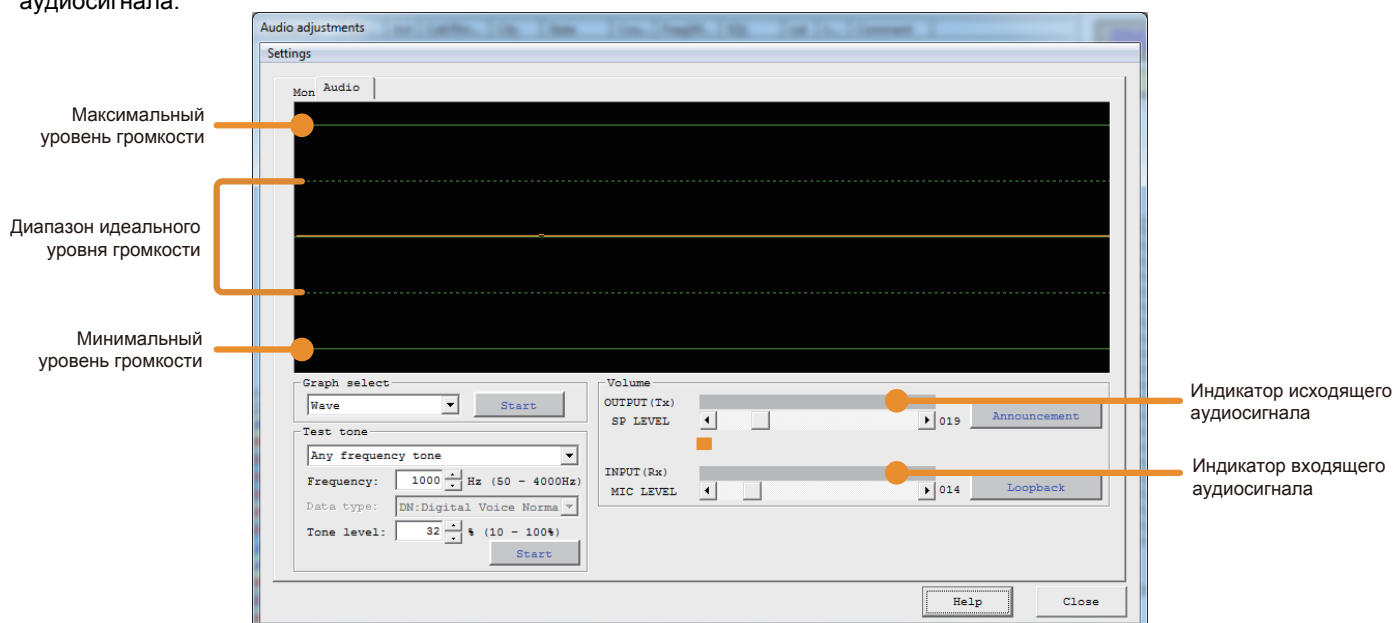 аудиосигнала.
Audio adjustments
Settings
Mon Audio
Максимальный
уровень громкости
Диапазон идеального
уровня громкости
Минимальный
уровень громкости
Graph select
Wave
Start
Test tone
Any frequency tone
Frequency: 1000 Hz (50 - 4000Hz)
Data type: DN:Digital Voice Norma
Tone level: 32 % (10 - 100%)
Start
Volume
OUTPUT(Tx)
SP LEVEL 019
Announcement
INPUT(Rx)
MIC LEVEL 014
Loopback
Индикатор исходящего
аудиосигнала
Индикатор входящего
аудиосигнала
Help Close